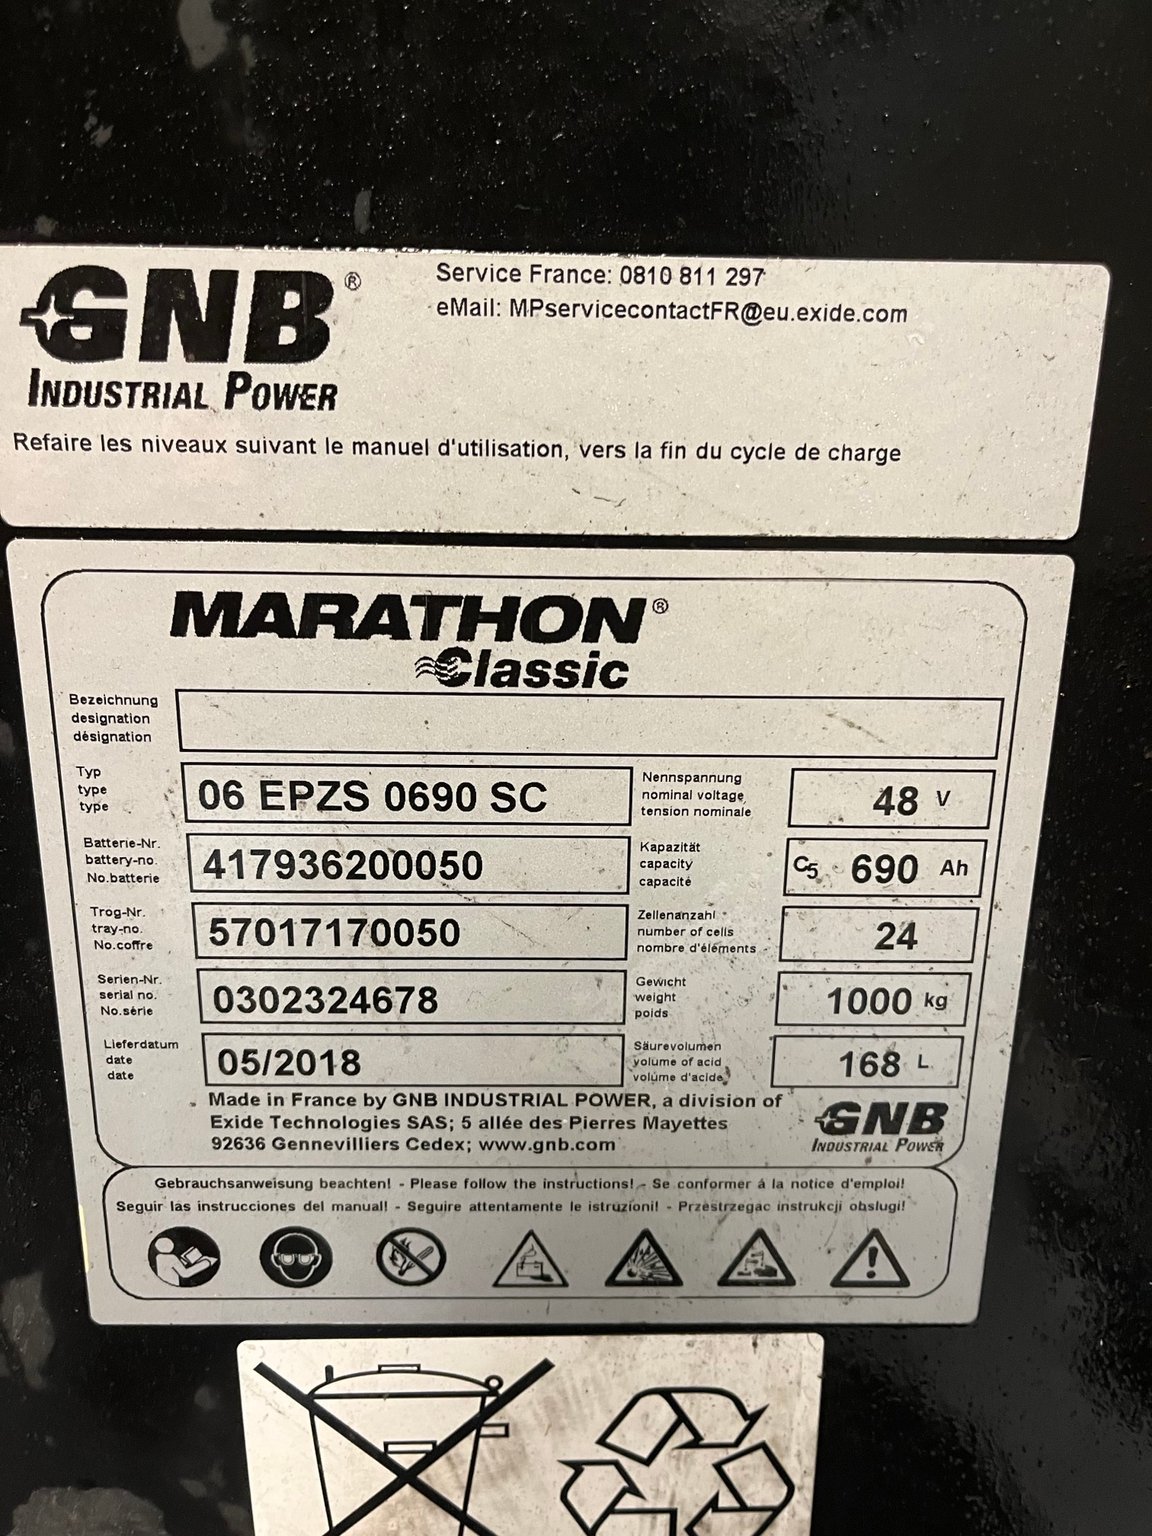 GNB®
INDUSTRIAL POWER
Service France: 0810 811 297
eMail: MPservicecontactFR@eu.exide.com
Refaire les niveaux suivant le manuel d'utilisation, vers la fin du cycle de charge
MARATHON®
Classic
Bezeichnung
designation
désignation
Typ
type
type
06 EPZS 0690 SC
Nennspannung
nominal voltage
tension nominale
48 V
Batterie-Nr.
battery-no.
No.batterie
417936200050
Kapazität
capacity
capacité
C5 690 Ah
Trog-Nr.
tray-no.
No.coffre
57017170050
Zellenanzahl
number of cells
nombre d'éléments
24
Serien-Nr.
serial no.
No.série
0302324678
Gewicht
weight
poids
1000 kg
Lieferdatum
date
date
05/2018
Säurevolumen
volume of acid
volume d'acide
168 L
Made in France by GNB INDUSTRIAL POWER, a division of
Exide Technologies SAS; 5 allée des Pierres Mayettes
92636 Gennevilliers Cedex; www.gnb.com
GNB
INDUSTRIAL POWER
Gebrauchsanweisung beachten! - Please follow the instructions! - Se conformer á la notice d'emploi!
Seguir las instrucciones del manual! - Seguire attentamente le istruzioni! - Przestrzegac instrukcji obslugi!